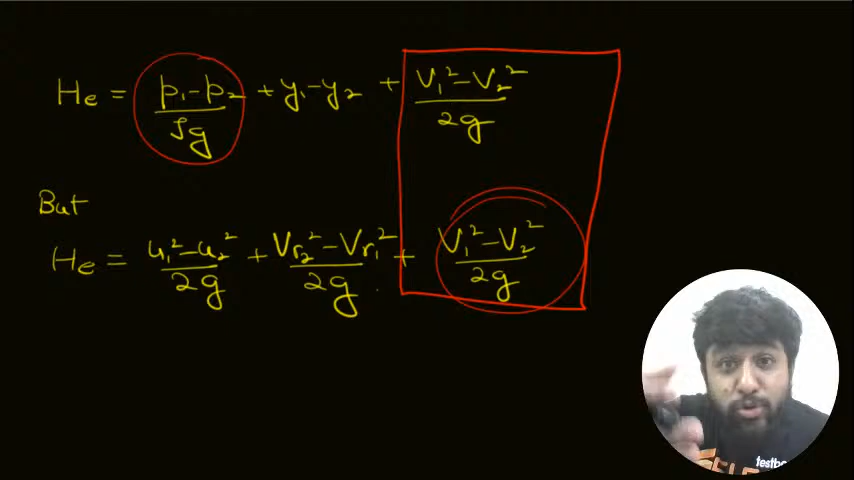 He = p₁-p₂/ρg + y₁-y₂ + V₁²-V₂²/2g
But
He = u₁²-u₂²/2g + Vr₂²-Vr₁²/2g + V₁²-V₂²/2g
testbo